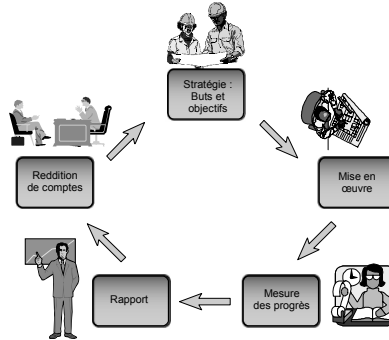 Stratégie :
Buts et
objectifs
Mise en
œuvre
Mesure
des progrès
Rapport
Reddition
de comptes